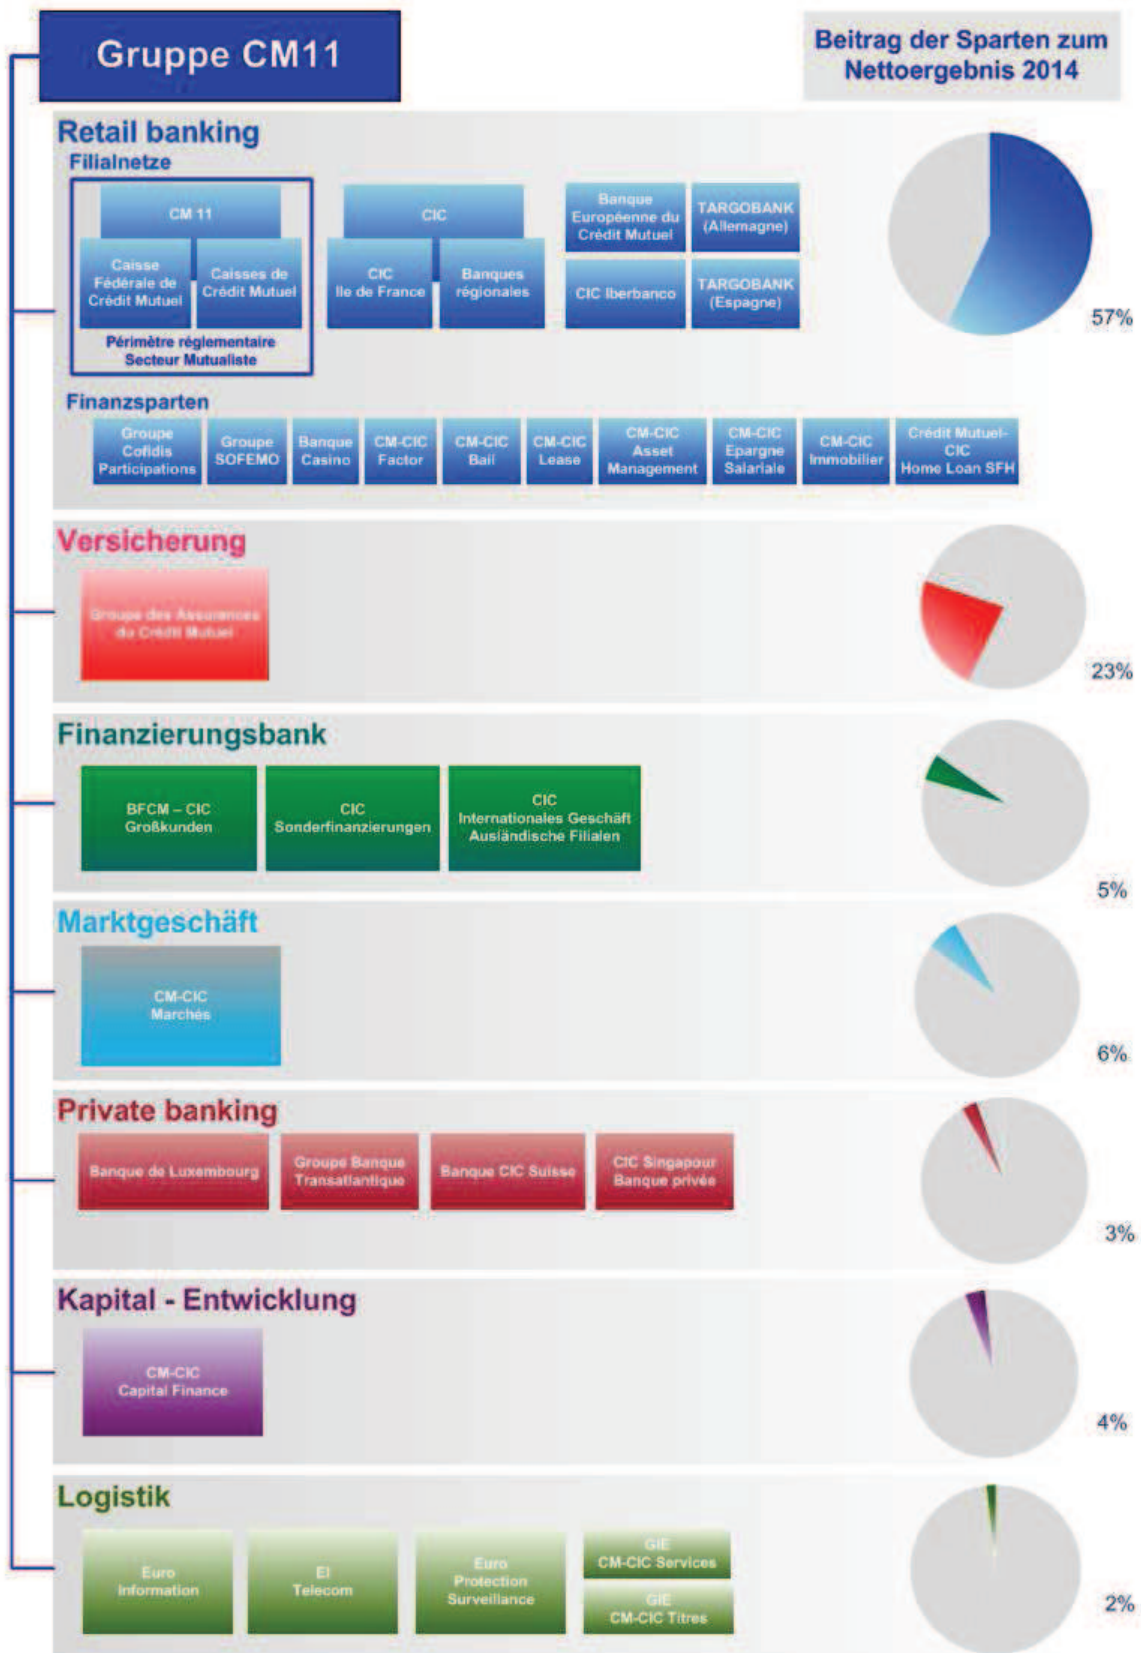 Gruppe CM11
Beitrag der Sparten zum
Nettoergebnis 2014
Retail banking
Filialnetze
CM 11
Caisse
Fédérale de
Crédit Mutuel
Caisses de
Crédit Mutuel
Périmètre réglementaire
Secteur Mutualiste
CIC
CIC
Ile de France
Banques
régionales
Banque
Européenne du
Crédit Mutuel
TARGOBANK
(Allemagne)
CIC Iberbanco
TARGOBANK
(Espagne)
57%
Finanzsparten
Groupe
Cofidis
Participations
Groupe
SOFEMO
Banque
Casino
CM-CIC
Factor
CM-CIC
Bail
CM-CIC
Lease
CM-CIC
Asset
Management
CM-CIC
Epargne
Salariale
CM-CIC
Immobilier
Crédit Mutuel-
CIC
Home Loan SFH
Versicherung
Groupe des Assurances
du Crédit Mutuel
23%
Finanzierungsbank
BFCM – CIC
Großkunden
CIC
Sonderfinanzierungen
CIC
Internationales Geschäft
Ausländische Filialen
5%
Marktgeschäft
CM-CIC
Marchés
6%
Private banking
Banque de Luxembourg
Groupe Banque
Transatlantique
Banque CIC Suisse
CIC Singapour
Banque privée
3%
Kapital - Entwicklung
CM-CIC
Capital Finance
4%
Logistik
Euro
Information
EI
Telecom
Euro
Protection
Surveillance
GIE
CM-CIC Services
GIE
CM-CIC Titres
2%